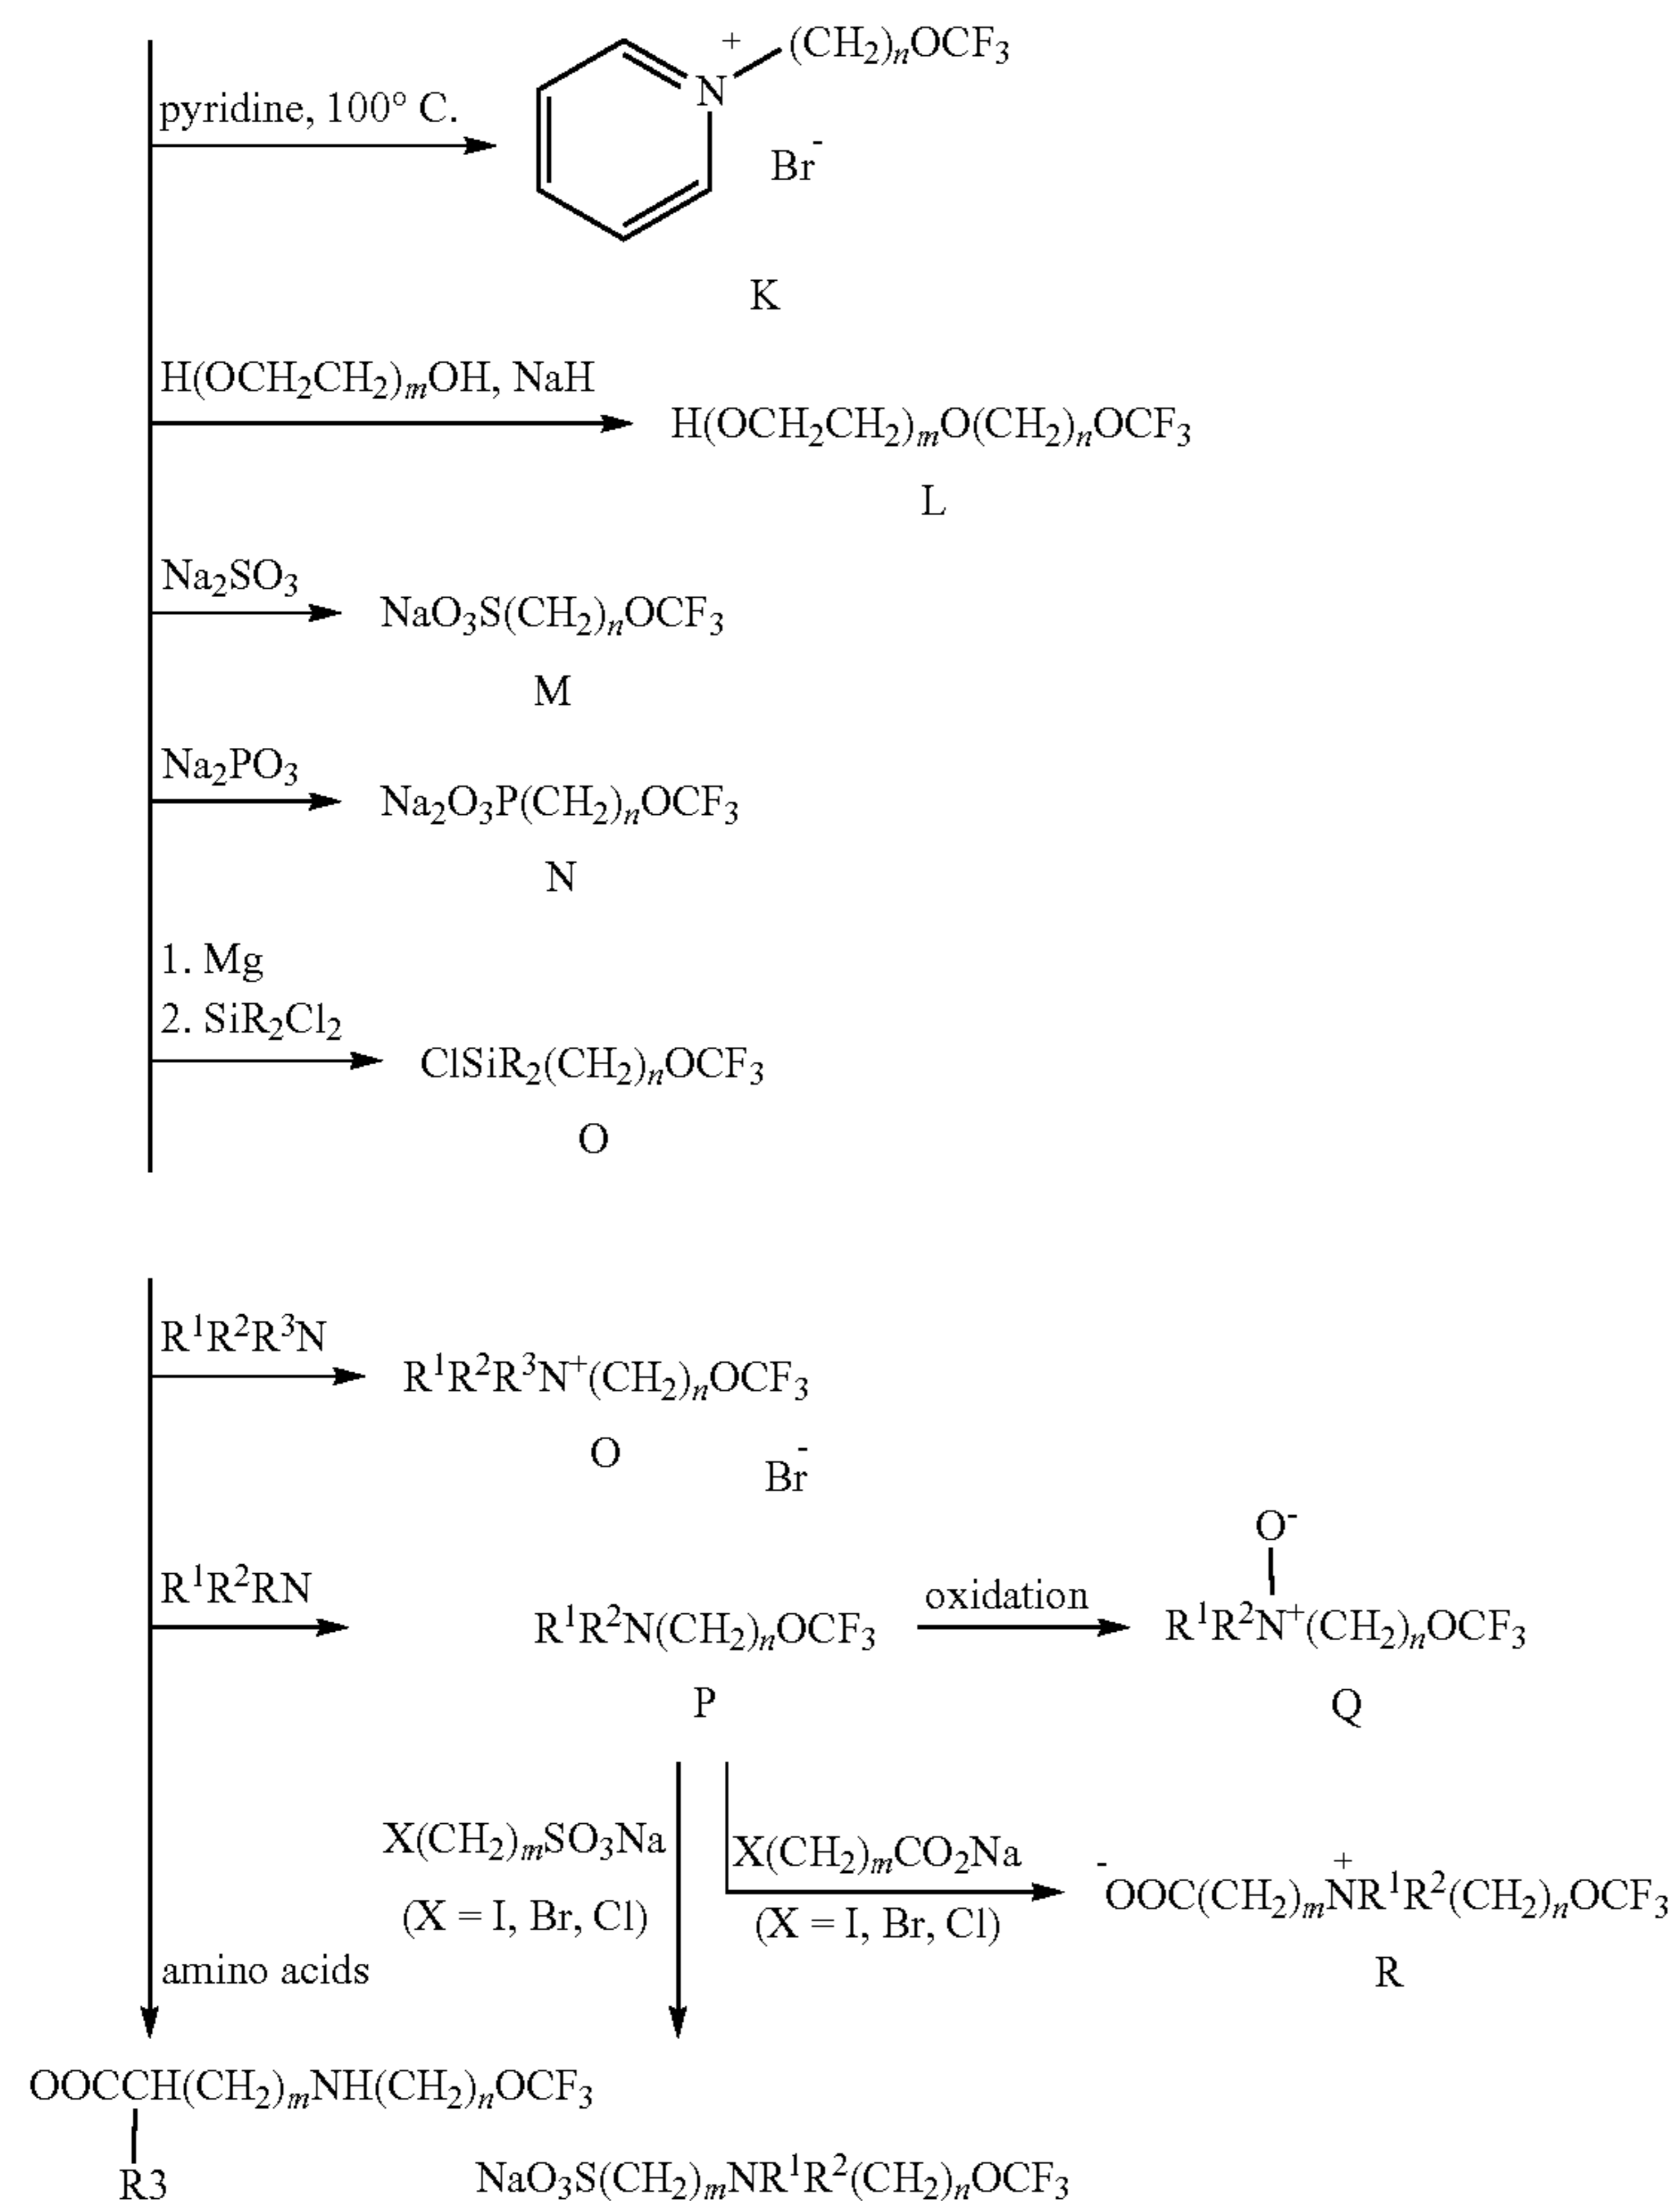 +
(CH₂)ₙOCF₃
N
pyridine, 100° C.
Br⁻
K
H(OCH₂CH₂)ₘOH, NaH
H(OCH₂CH₂)ₘO(CH₂)ₙOCF₃
L
Na₂SO₃
NaO₃S(CH₂)ₙOCF₃
M
Na₂PO₃
Na₂O₃P(CH₂)ₙOCF₃
N
1. Mg
2. SiR₂Cl₂
ClSiR₂(CH₂)ₙOCF₃
O
R¹R²R³N
R¹R²R³N⁺(CH₂)ₙOCF₃
O
Br⁻
O⁻
R¹R²RN
R¹R²N(CH₂)ₙOCF₃
oxidation
R¹R²N⁺(CH₂)ₙOCF₃
P
Q
X(CH₂)ₘSO₃Na
(X = I, Br, Cl)
X(CH₂)ₘCO₂Na
(X = I, Br, Cl)
+
⁻OOC(CH₂)ₘNR¹R²(CH₂)ₙOCF₃
R
amino acids
OOCCH(CH₂)ₘNH(CH₂)ₙOCF₃
R3
NaO₃S(CH₂)ₘNR¹R²(CH₂)ₙOCF₃